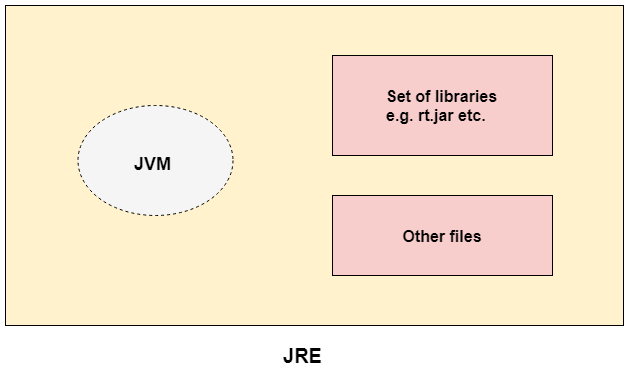 JVM
Set of libraries
e.g. rt.jar etc.
Other files
JRE